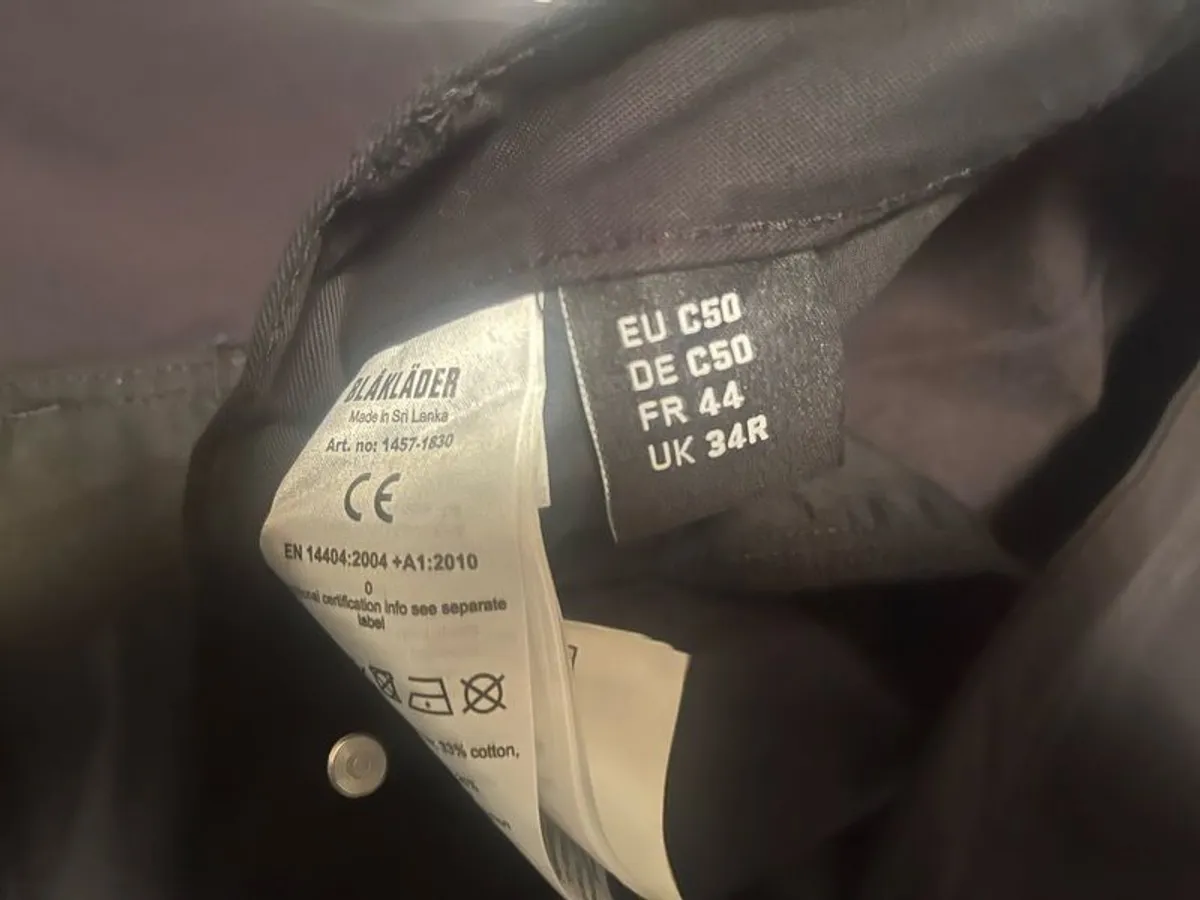 BLÅKLÄDER
Made in Sri Lanka
Art. no: 1457-1830
CE
EN 14404:2004 +A1:2010
0
certification info see separate
label
33% cotton,
EU C50
DE C50
FR 44
UK 34R